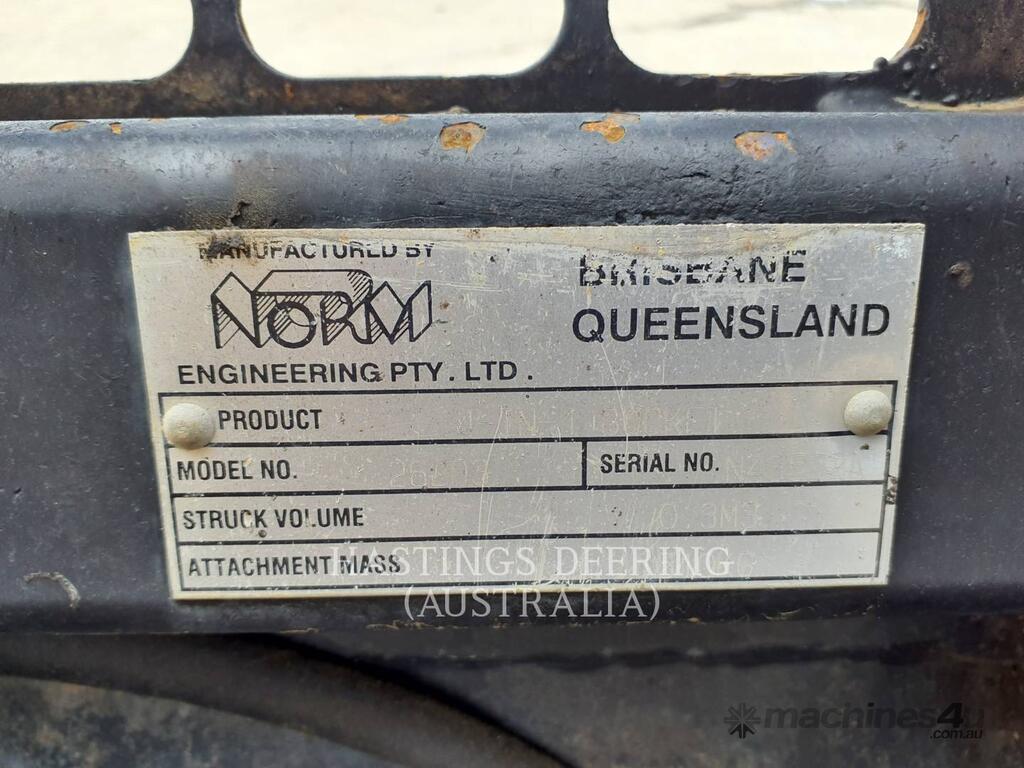 MANUFACTURED BY
NORM
ENGINEERING PTY. LTD.
BRISBANE
QUEENSLAND
PRODUCT
MODEL NO.
SERIAL NO.
STRUCK VOLUME
ATTACHMENT MASS
HASTINGS DEERING
(AUSTRALIA)
machines4u
.com.au